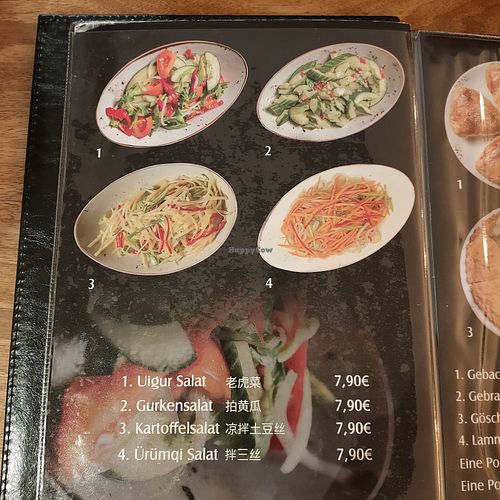 1
2
HappyCow
3
4
1. Uigur Salat 老虎菜 7,90€
2. Gurkensalat 拍黄瓜 7,90€
3. Kartoffelsalat 凉拌土豆丝 7,90€
4. Ürümqi Salat 拌三丝 7,90€
1
3
1. Gebac
2. Gebra
3. Gösch
4. Lamm
Eine Po
Eine Po